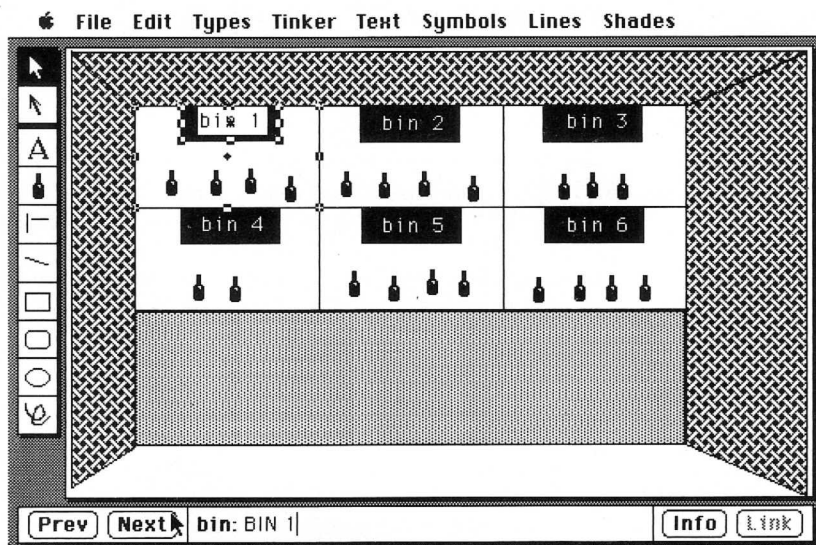 File Edit Types Tinker Text Symbols Lines Shades
A
bin 1 bin 2 bin 3
bin 4 bin 5 bin 6
Prev Next bin: BIN 1 Info Link